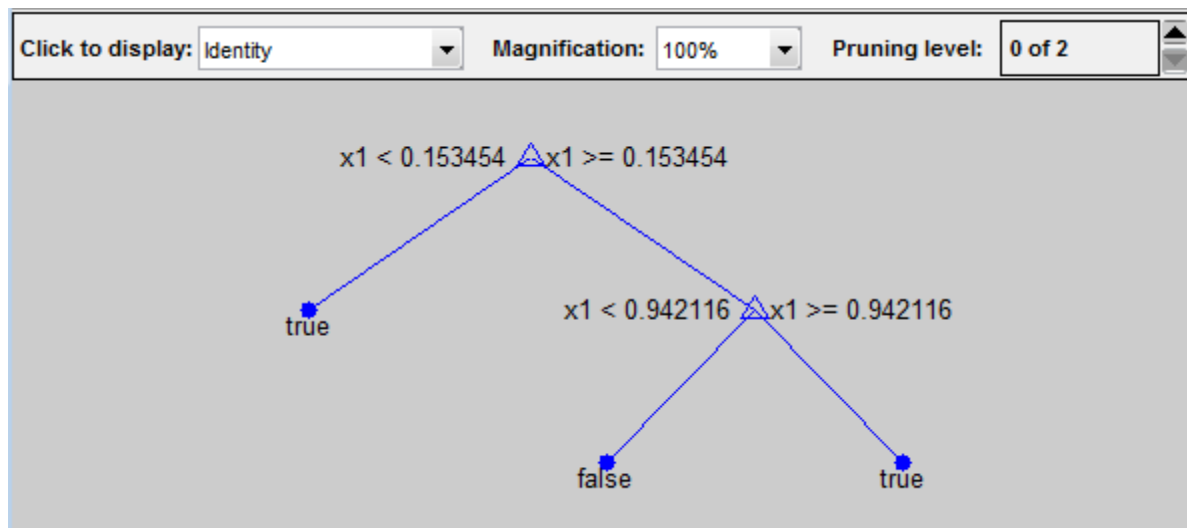 Click to display: Identity Magnification: 100% Pruning level: 0 of 2
x1 < 0.153454 x1 >= 0.153454
true
x1 < 0.942116 x1 >= 0.942116
false true